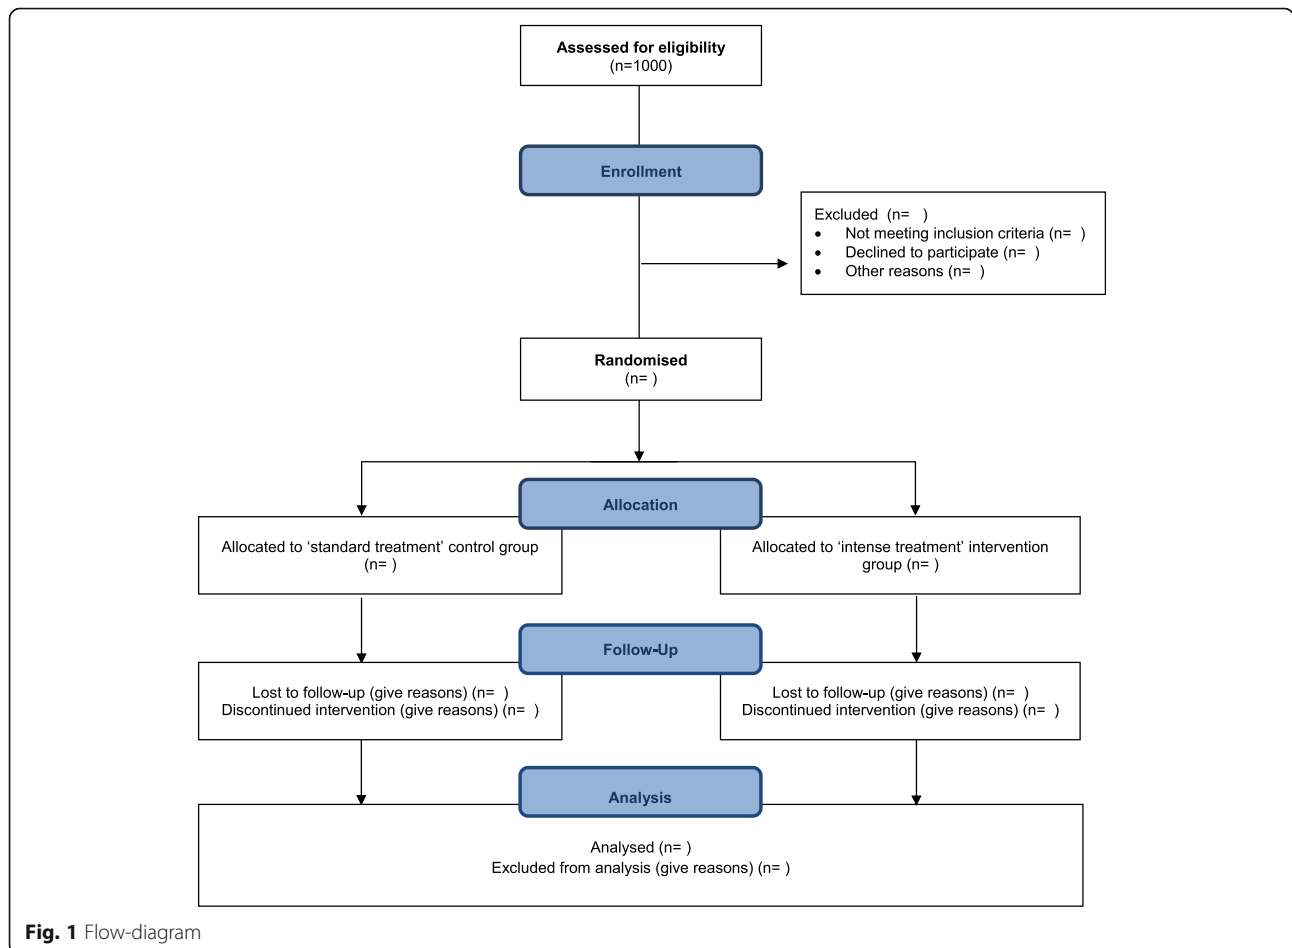 Assessed for eligibility
(n=1000)
Enrollment
Excluded (n= )
• Not meeting inclusion criteria (n= )
• Declined to participate (n= )
• Other reasons (n= )
Randomised
(n= )
Allocation
Allocated to ‘standard treatment’ control group
(n= )
Allocated to ‘intense treatment’ intervention
group (n= )
Follow-Up
Lost to follow-up (give reasons) (n= )
Discontinued intervention (give reasons) (n= )
Lost to follow-up (give reasons) (n= )
Discontinued intervention (give reasons) (n= )
Analysis
Analysed (n= )
Excluded from analysis (give reasons) (n= )
Fig. 1 Flow-diagram